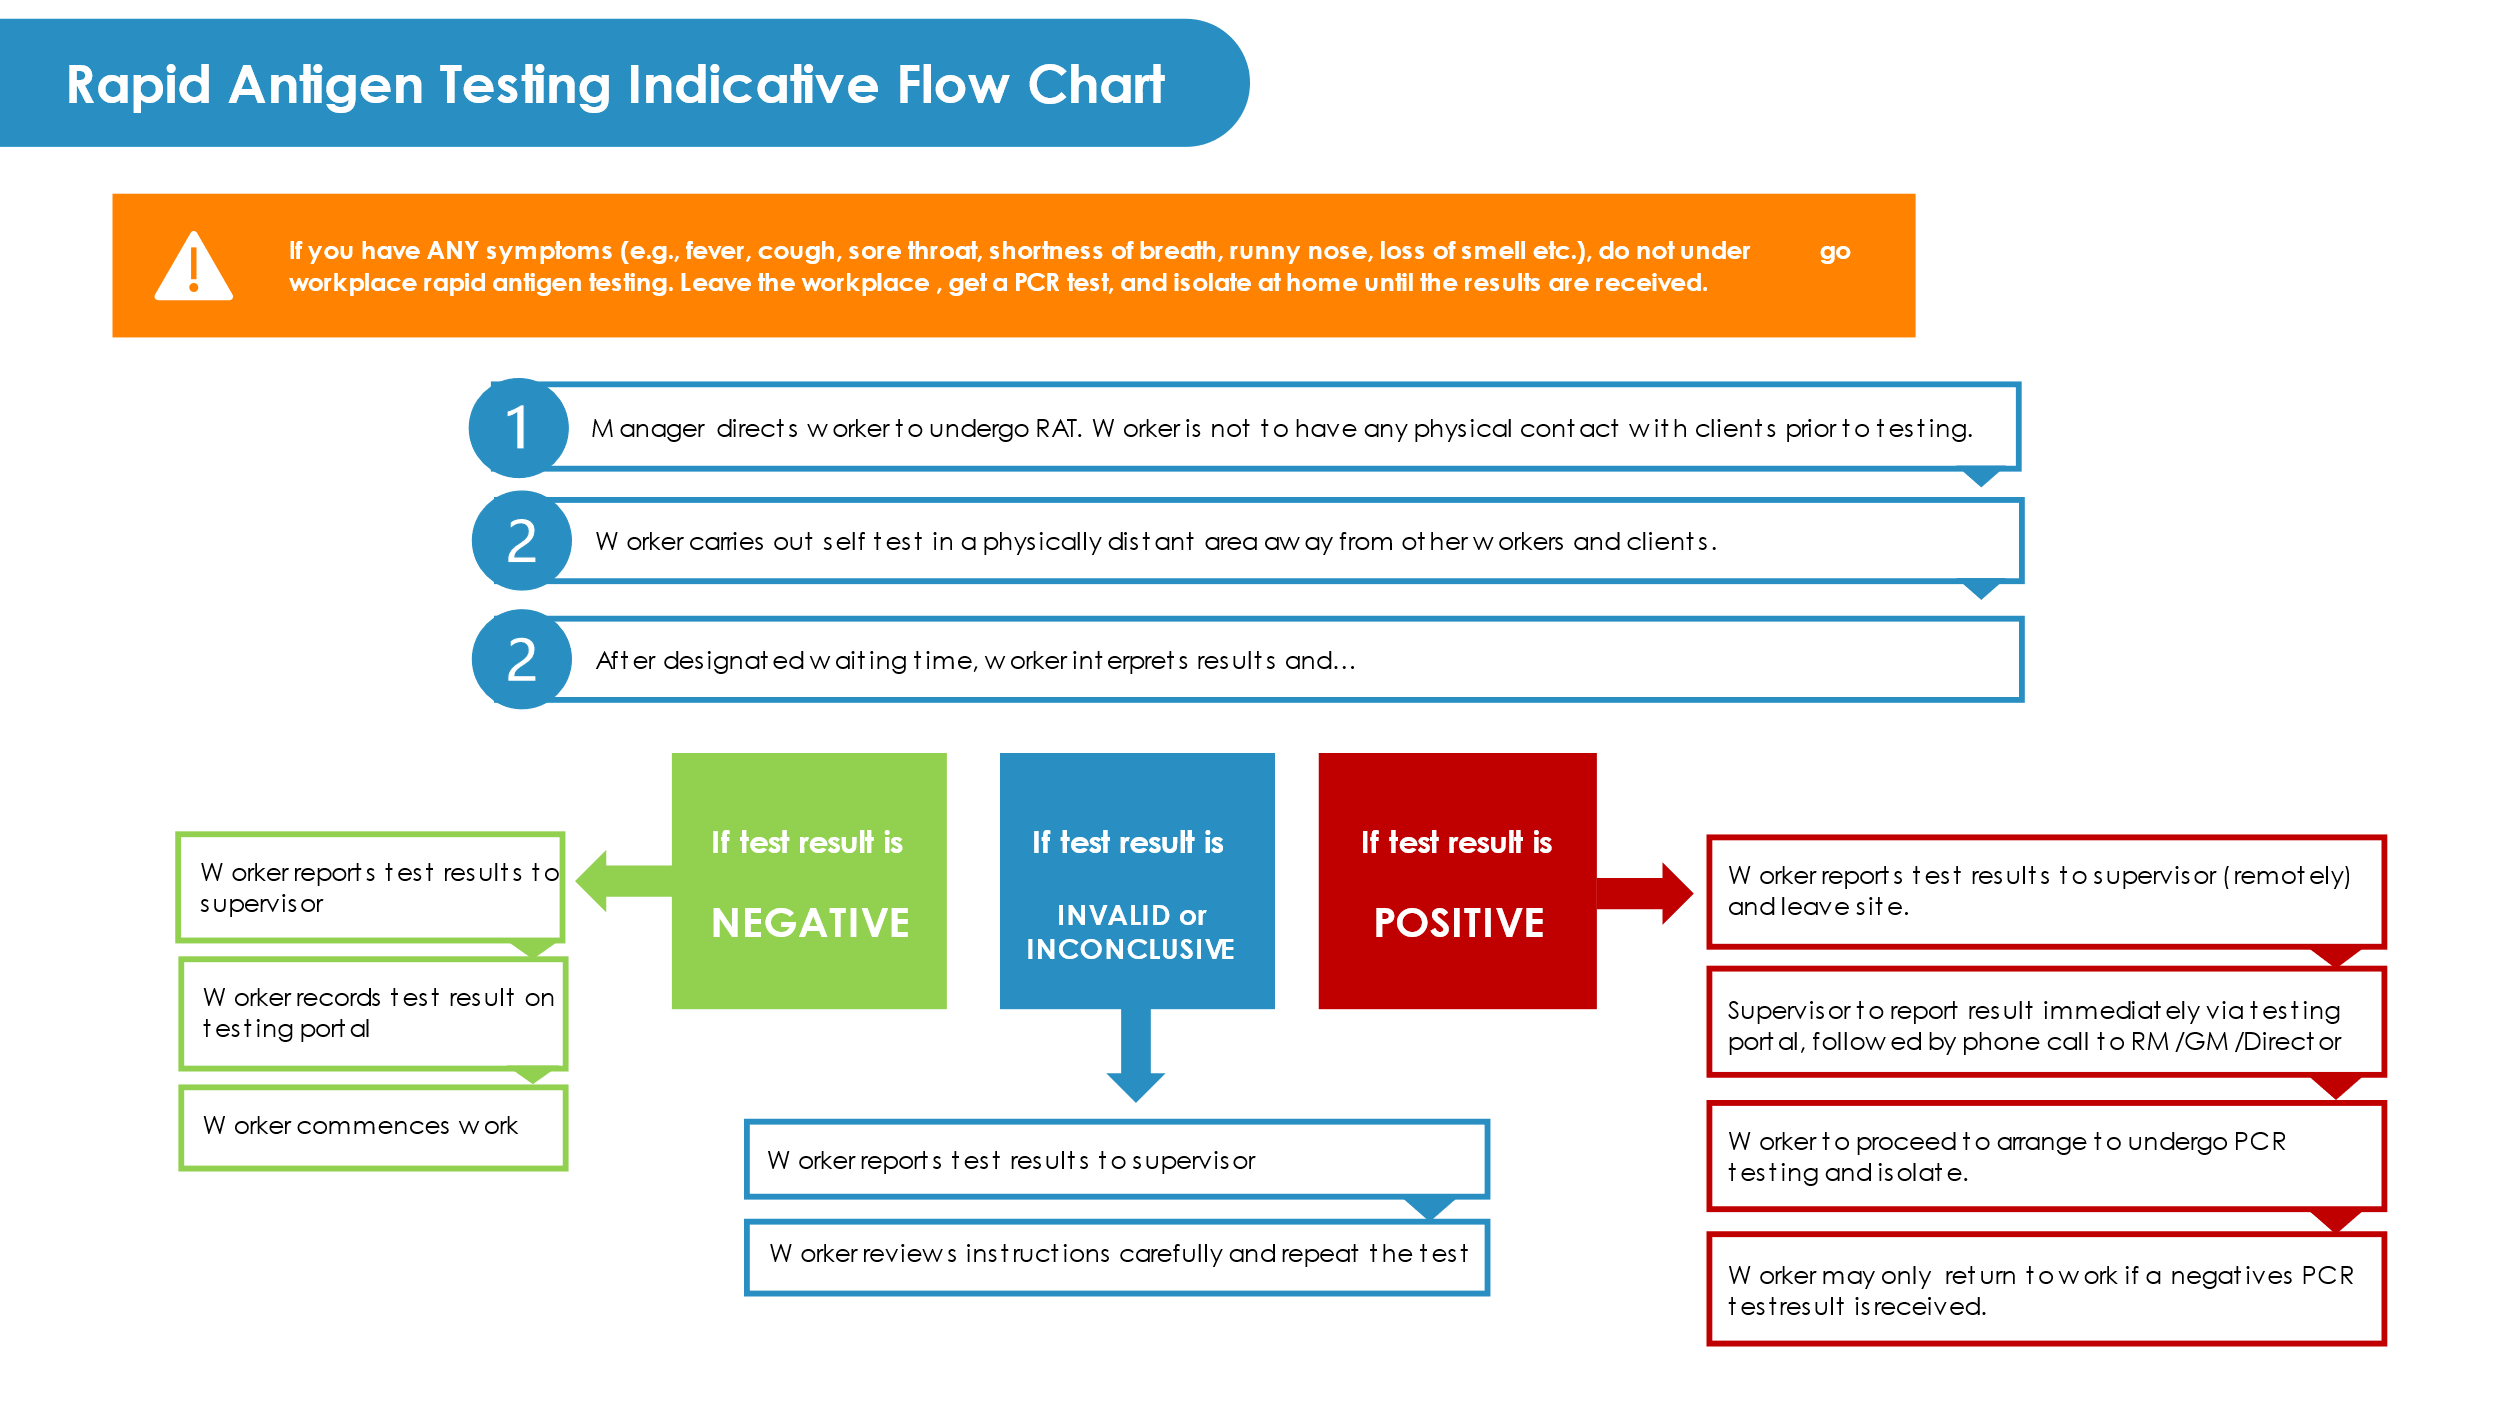 Rapid Antigen Testing Indicative Flow Chart
If you have ANY symptoms (e.g., fever, cough, sore throat, shortness of breath, runny nose, loss of smell etc.), do not under go
workplace rapid antigen testing. Leave the workplace , get a PCR test, and isolate at home until the results are received.
1
Manager directs worker to undergo RAT. Worker is not to have any physical contact with clients prior to testing.
2
Worker carries out self test in a physically distant area away from other workers and clients.
2
After designated waiting time, worker interprets results and...
If test result is
NEGATIVE
Worker reports test results to
supervisor
Worker records test result on
testing portal
Worker commences work
If test result is
INVALID or
INCONCLUSIVE
Worker reports test results to supervisor
Worker reviews instructions carefully and repeat the test
If test result is
POSITIVE
Worker reports test results to supervisor (remotely)
and leave site.
Supervisor to report result immediately via testing
portal, followed by phone call to RM/GM/Director
Worker to proceed to arrange to undergo PCR
testing and isolate.
Worker may only return to work if a negatives PCR
testresult is received.